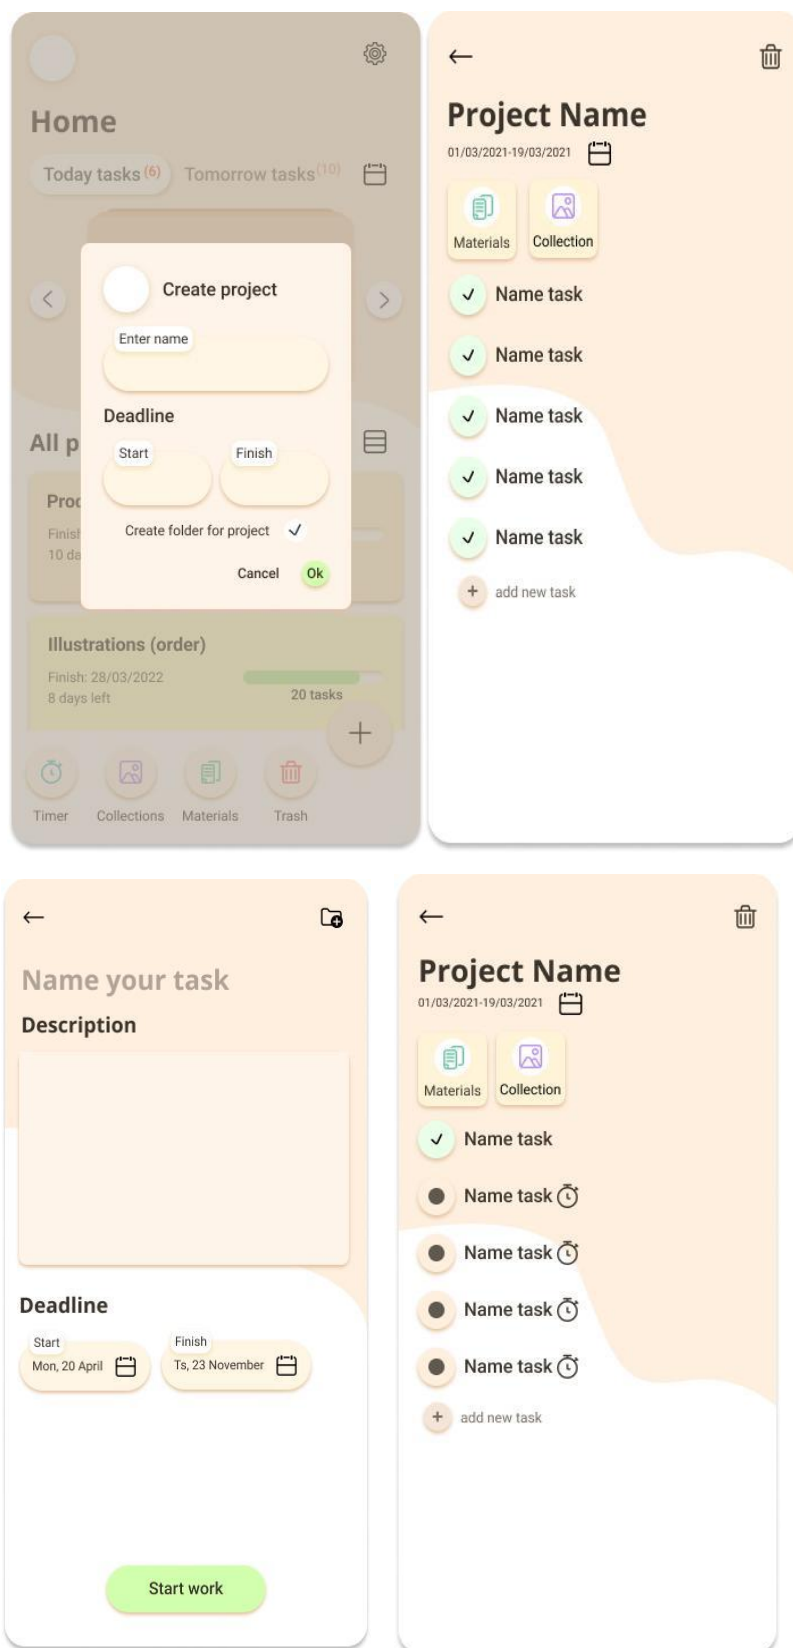 Home
Today tasks (6) Tomorrow tasks (10)
Create project
Enter name
Deadline
Start Finish
Create folder for project
Cancel Ok
All p
Prod
Finish
10 da
Illustrations (order)
Finish: 28/03/2022
8 days left
20 tasks
Timer Collections Materials Trash
Project Name
01/03/2021-19/03/2021
Materials Collection
Name task
Name task
Name task
Name task
Name task
add new task
Name your task
Description
Deadline
Start Finish
Mon, 20 April Ts, 23 November
Start work
Project Name
01/03/2021-19/03/2021
Materials Collection
Name task
Name task
Name task
Name task
Name task
add new task